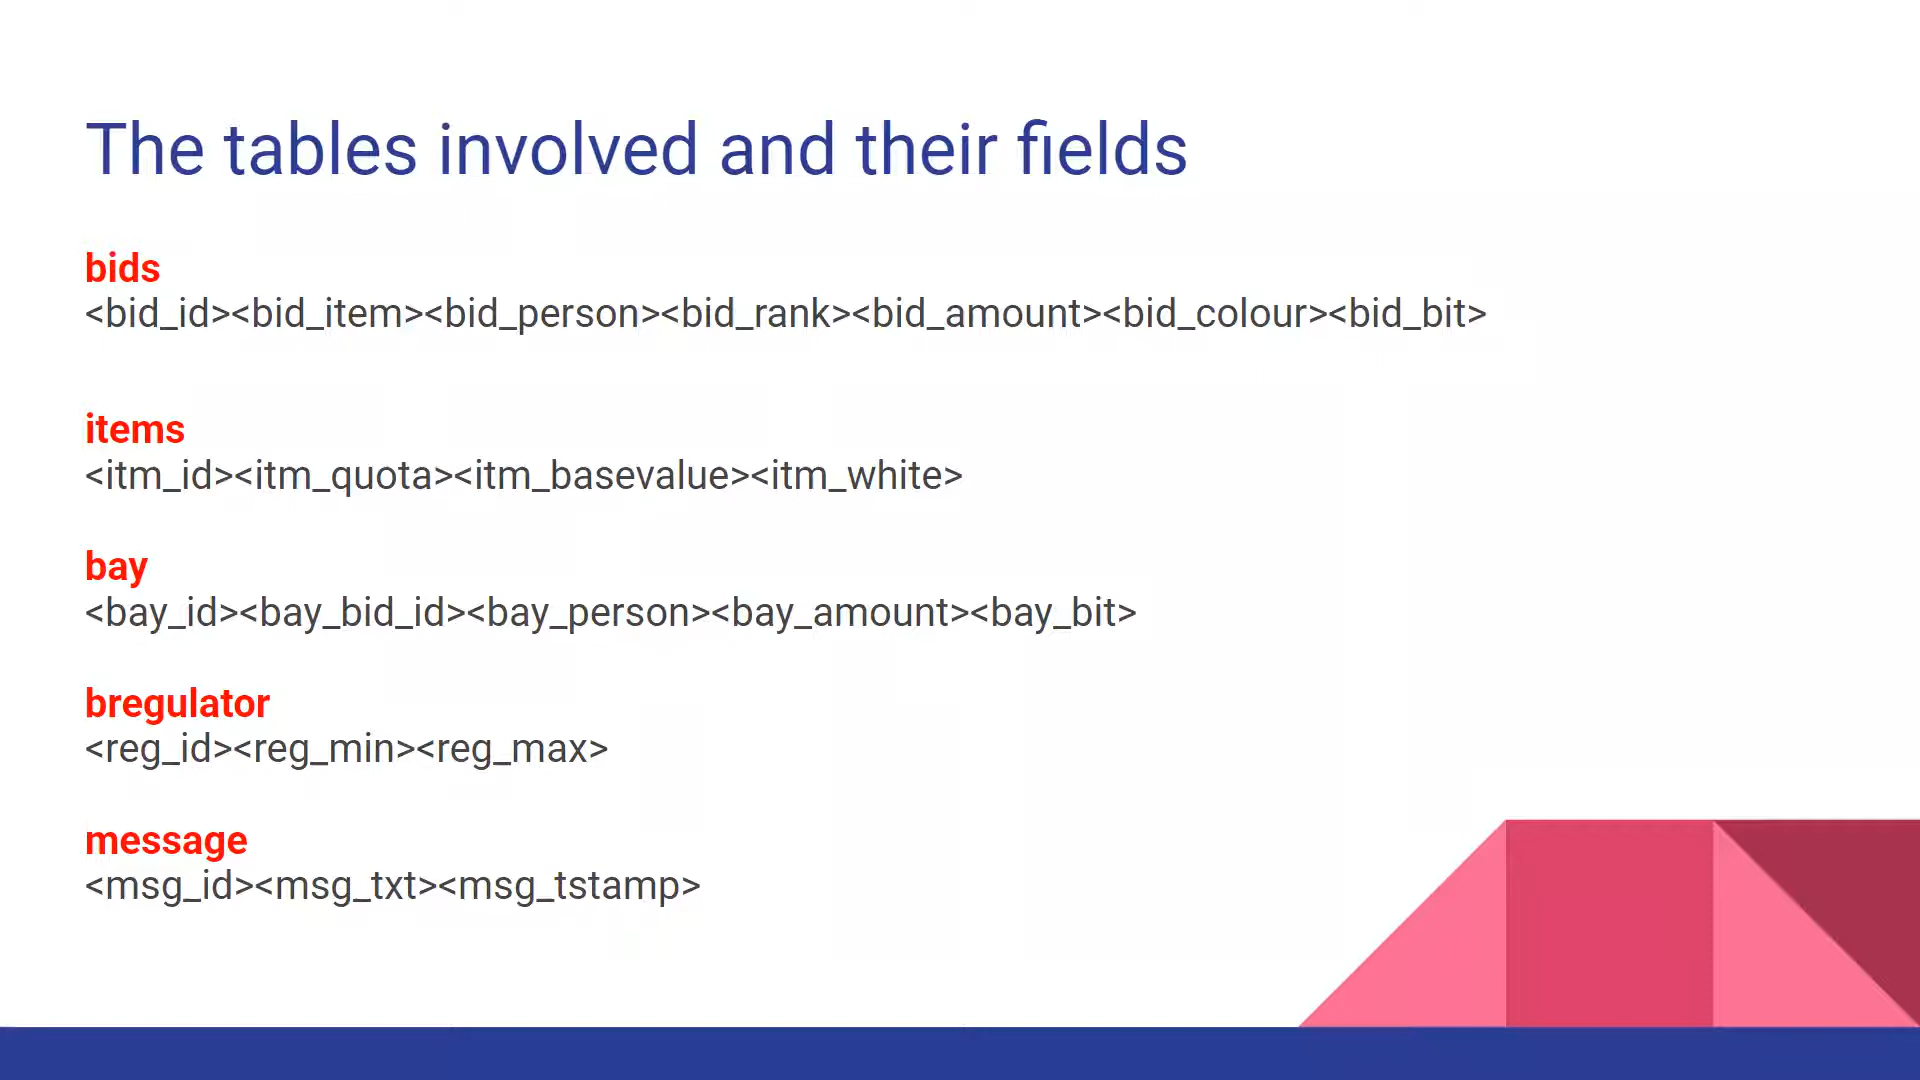 The tables involved and their fields
bids
<bid_id><bid_item><bid_person><bid_rank><bid_amount><bid_colour><bid_bit>
items
<itm_id><itm_quota><itm_basevalue><itm_white>
bay
<bay_id><bay_bid_id><bay_person><bay_amount><bay_bit>
bregulator
<reg_id><reg_min><reg_max>
message
<msg_id><msg_txt><msg_tstamp>